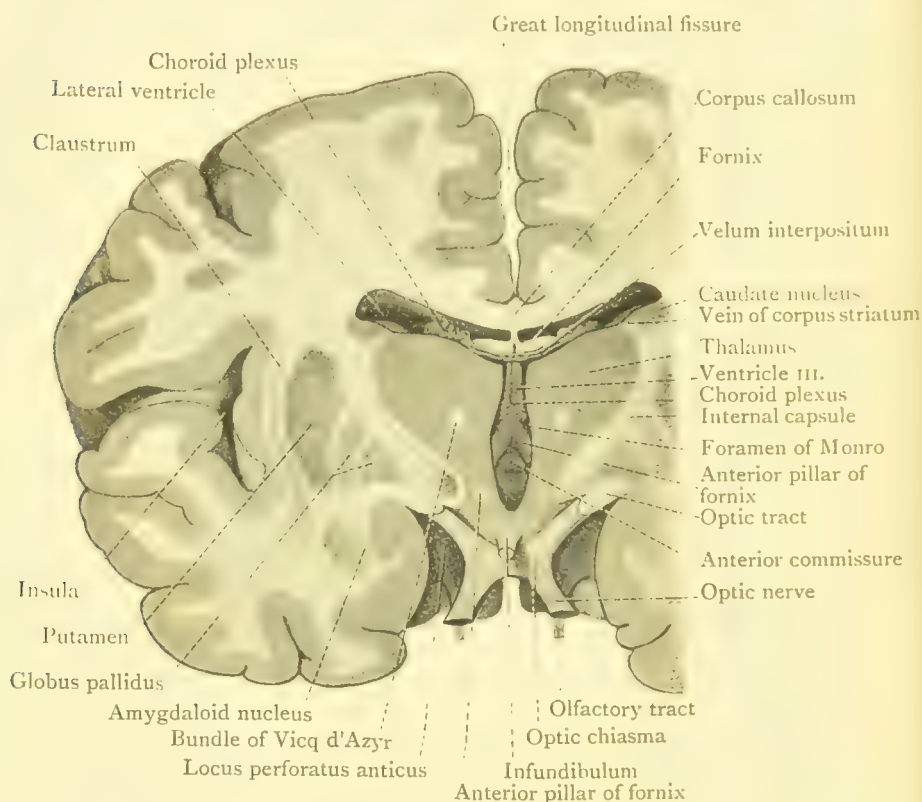 Great longitudinal fissure
Choroid plexus
Lateral ventricle
Claustrum
Corpus callosum
Fornix
Velum interpositum
Caudate nucleus
Vein of corpus striatum
Thalamus
Ventricle III.
Choroid plexus
Internal capsule
Foramen of Monro
Anterior pillar of
fornix
Optic tract
Anterior commissure
Optic nerve
Insula
Putamen
Globus pallidus
Amygdaloid nucleus
Bundle of Vicq d'Azyr
Locus perforatus anticus
Olfactory tract
Optic chiasma
Infundibulum
Anterior pillar of fornix